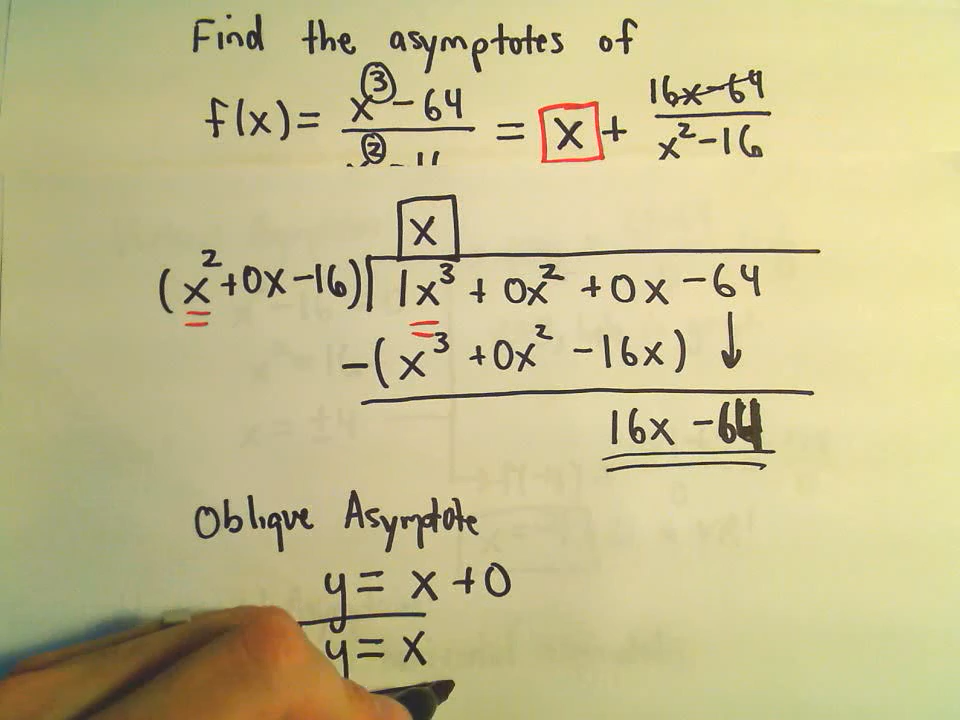 Find the asymptotes of
f(x) = x³ - 64 / = x + 16x-64 / x² - 16
x
(x² + 0x - 16) 1x³ + 0x² + 0x - 64
-(x³ + 0x² - 16x) ↓
16x - 64
Oblique Asymptote
y = x + 0
y = x